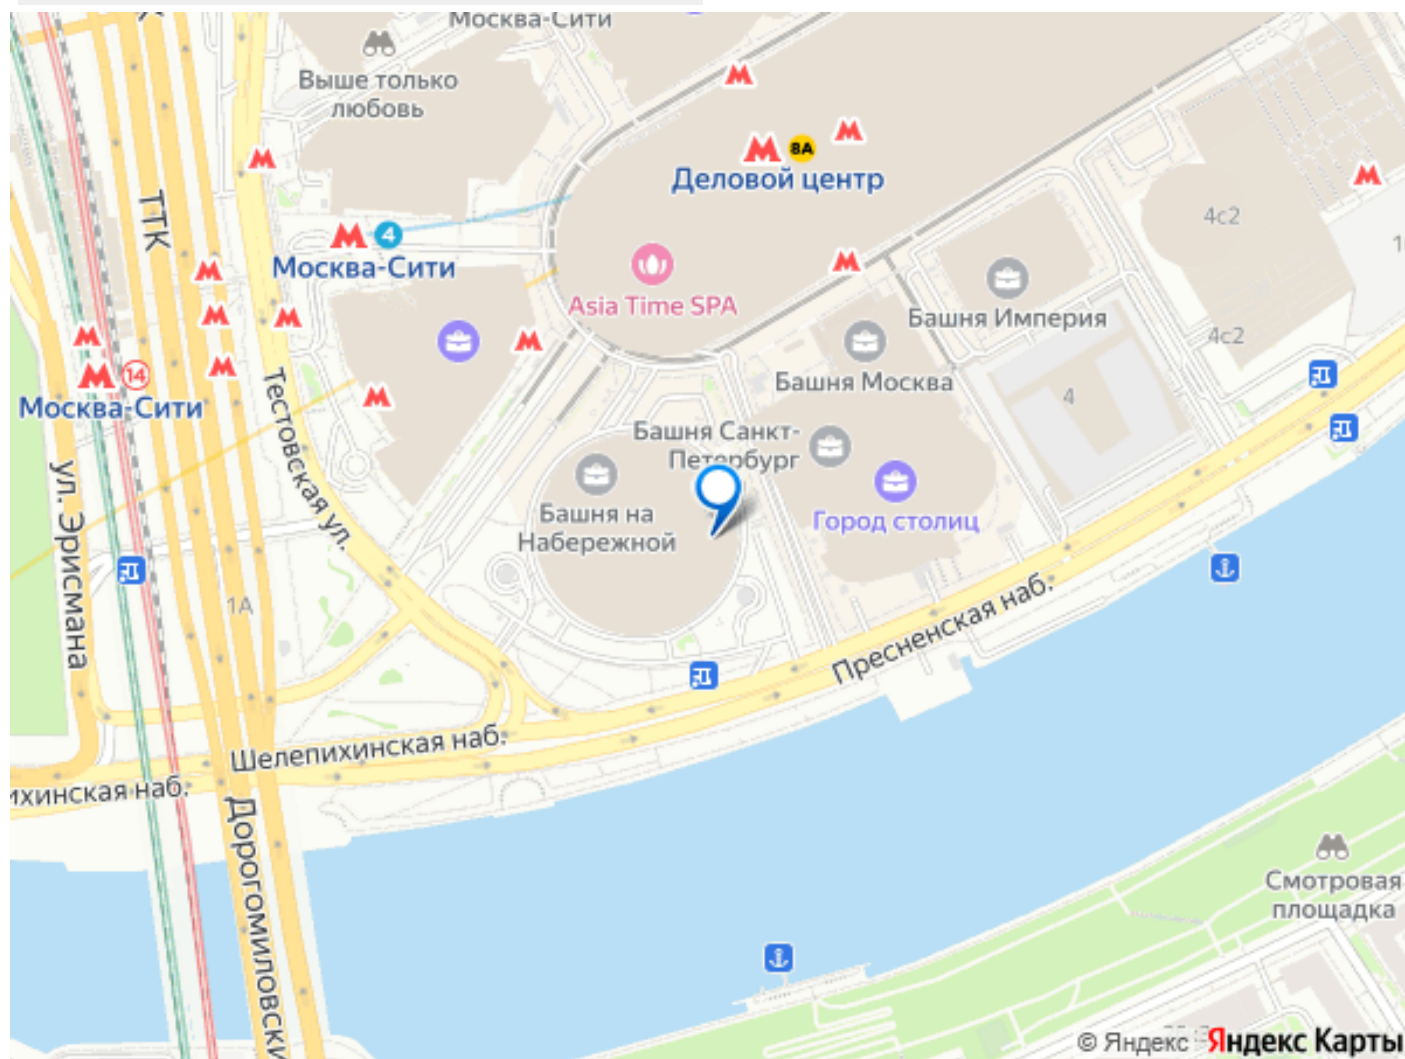 Москва-Сити
Выше только
любовь
8А
Деловой центр
ТТК
4
Москва-Сити
4с2
Asia Time SPA
Башня Империя
4с2
14
Москва-Сити
Башня Москва
4
Тестовская ул.
Башня Санкт-
Петербург
ул. Эрисмана
Башня на
Набережной
Город столиц
1А
Пресненская наб.
Шелепихинская наб.
ихинская наб.
Дорогомиловски
Смотровая
площадка
© Яндекс Яндекс Карты